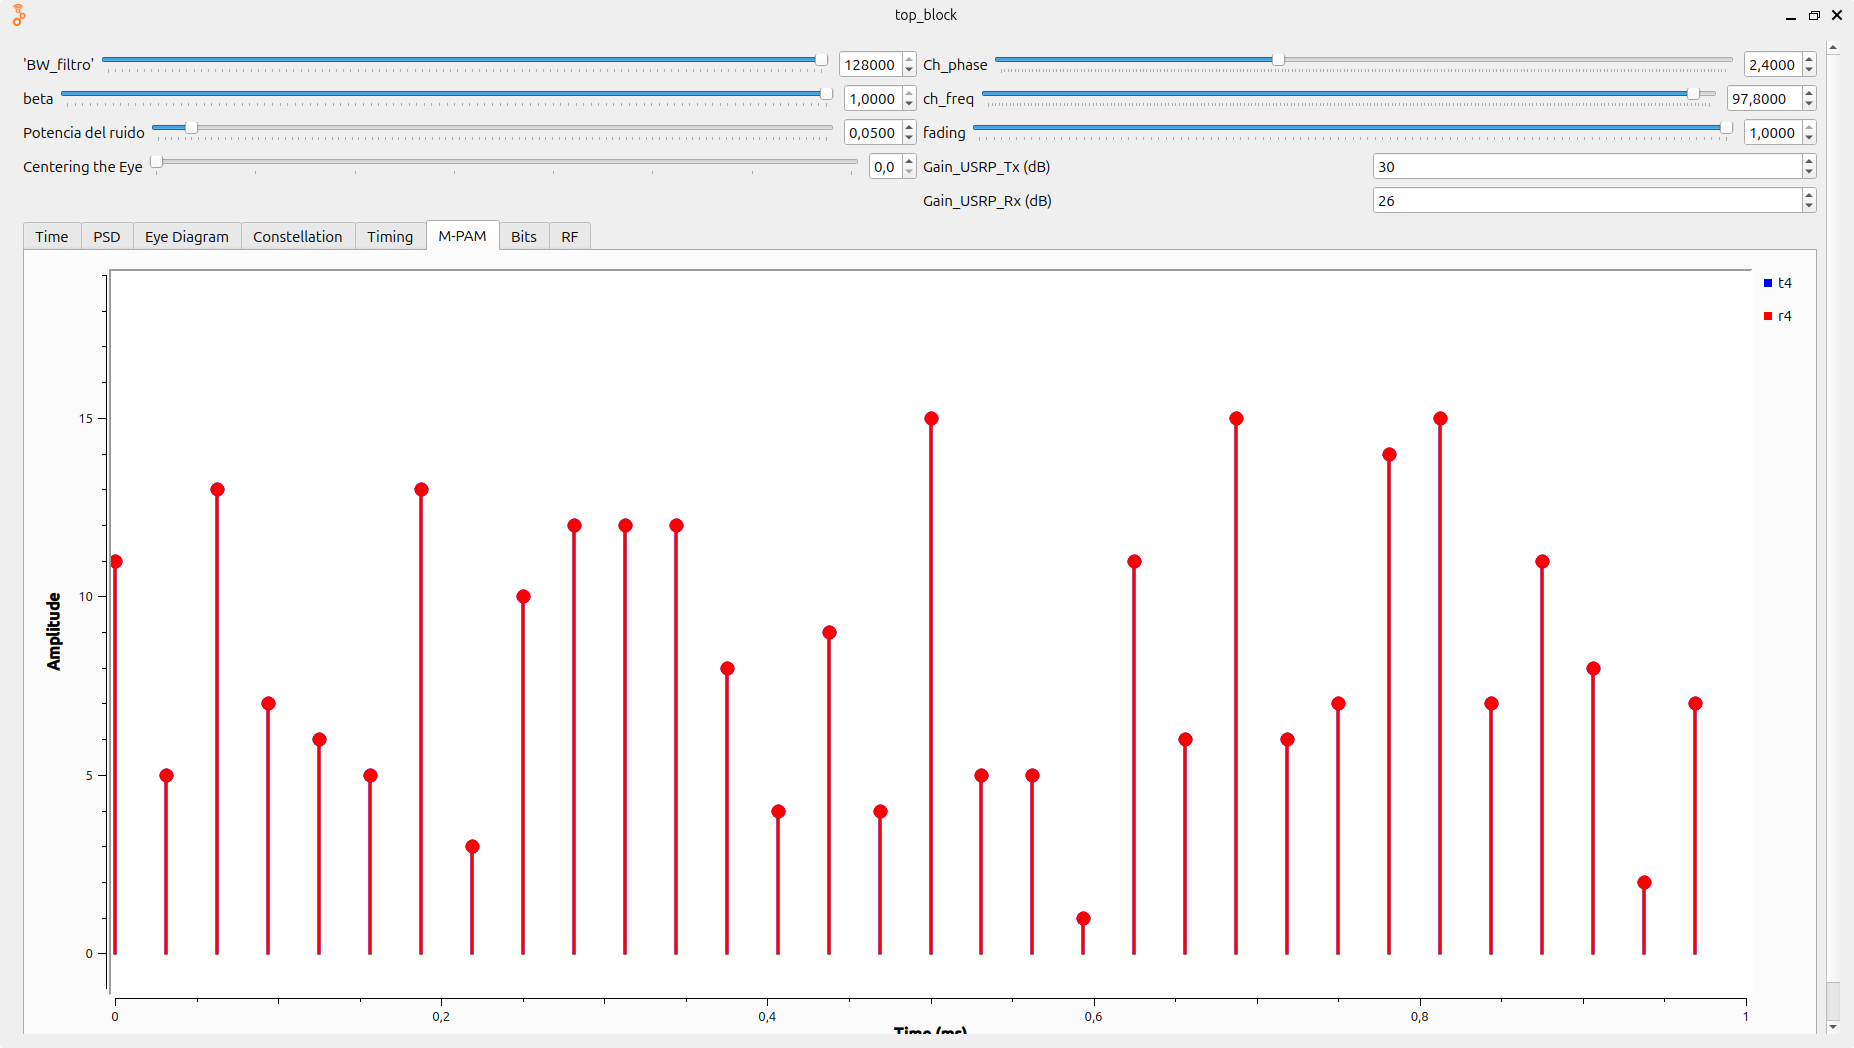 top_block
'BW_filtro' 128000 Ch_phase 2,4000
beta 1,0000 ch_freq 97,8000
Potencia del ruido 0,0500 fading 1,0000
Centering the Eye 0,0 Gain_USRP_Tx (dB) 30
Gain_USRP_Rx (dB) 26
Time PSD Eye Diagram Constellation Timing M-PAM Bits RF
t4
r4
15
10
5
0
Amplitude
0 0,2 0,4 0,6 0,8 1
Time (ms)